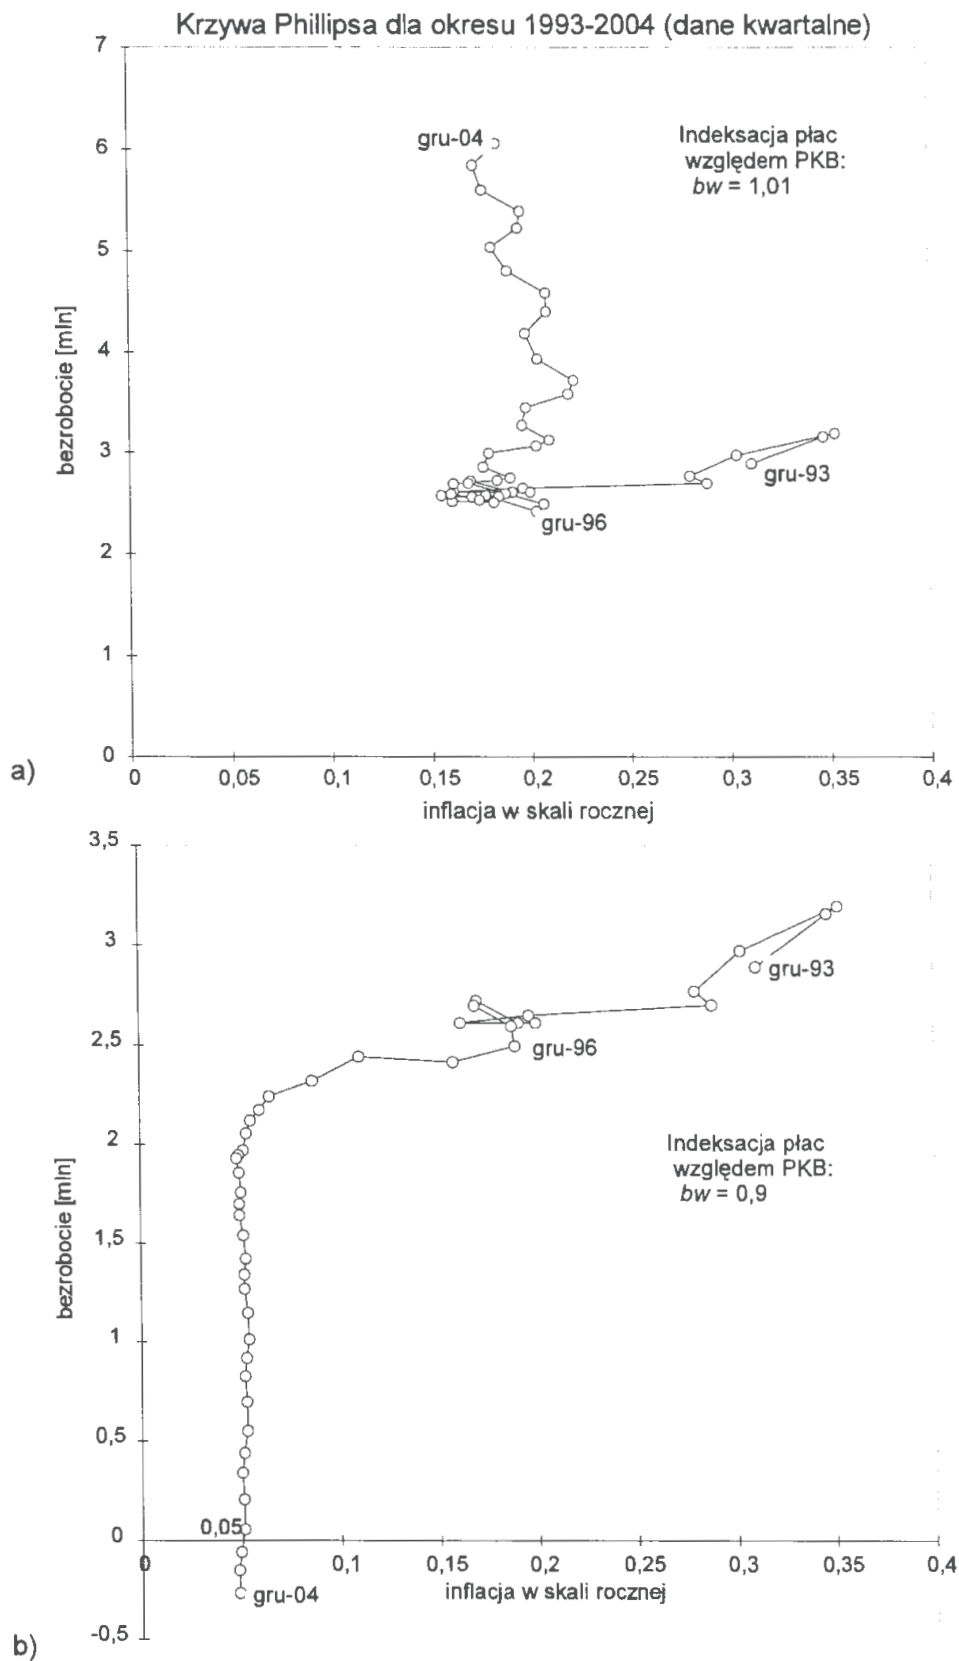 Krzywa Phillipsa dla okresu 1993-2004 (dane kwartalne)
7
6
5
4
3
2
1
0
bezrobocie [mln]
gru-04
Indeksacja płac
względem PKB:
bw = 1,01
gru-93
gru-96
a)
0 0,05 0,1 0,15 0,2 0,25 0,3 0,35 0,4
inflacja w skali rocznej
3,5
3
2,5
2
1,5
1
0,5
0
-0,5
bezrobocie [mln]
gru-93
gru-96
Indeksacja płac
względem PKB:
bw = 0,9
0,05
0 0,1 0,15 0,2 0,25 0,3 0,35 0,4
gru-04
inflacja w skali rocznej
b)